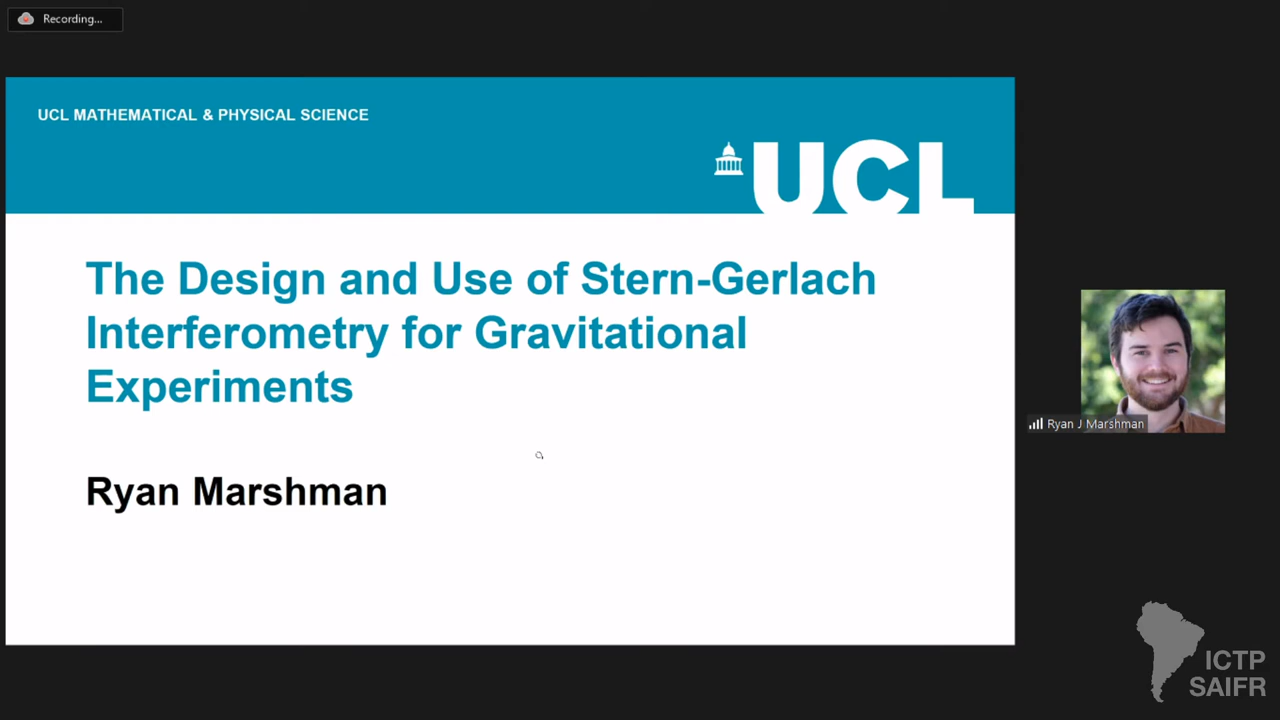 Recording...
UCL MATHEMATICAL & PHYSICAL SCIENCE
UCL
The Design and Use of Stern-Gerlach
Interferometry for Gravitational
Experiments
Ryan Marshman
Ryan J Marshman
ICTP
SAIFR